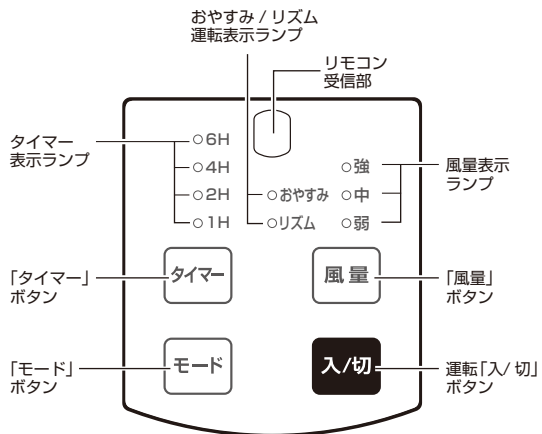 おやすみ / リズム
運転表示ランプ
リモコン
受信部
タイマー
表示ランプ
6H
4H
2H
1H
おやすみ
リズム
強
中
弱
風量表示
ランプ
「タイマー」
ボタン
タイマー
風量
「風量」
ボタン
「モード」
ボタン
モード
入/切
運転「入/ 切」
ボタン